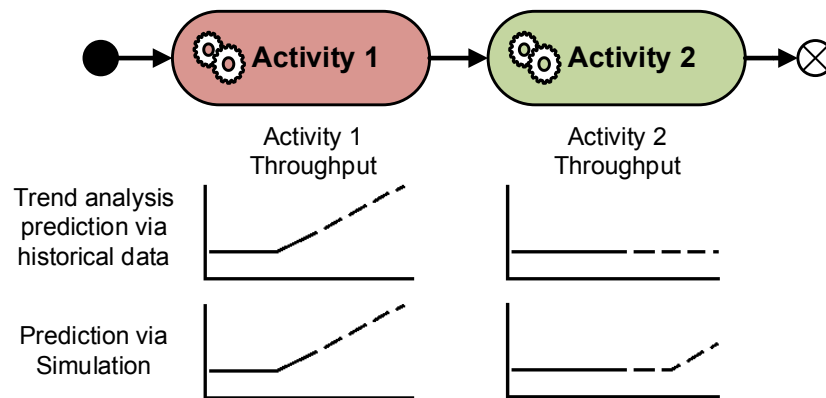 Activity 1
Activity 2
Activity 1
Throughput
Activity 2
Throughput
Trend analysis
prediction via
historical data
Prediction via
Simulation